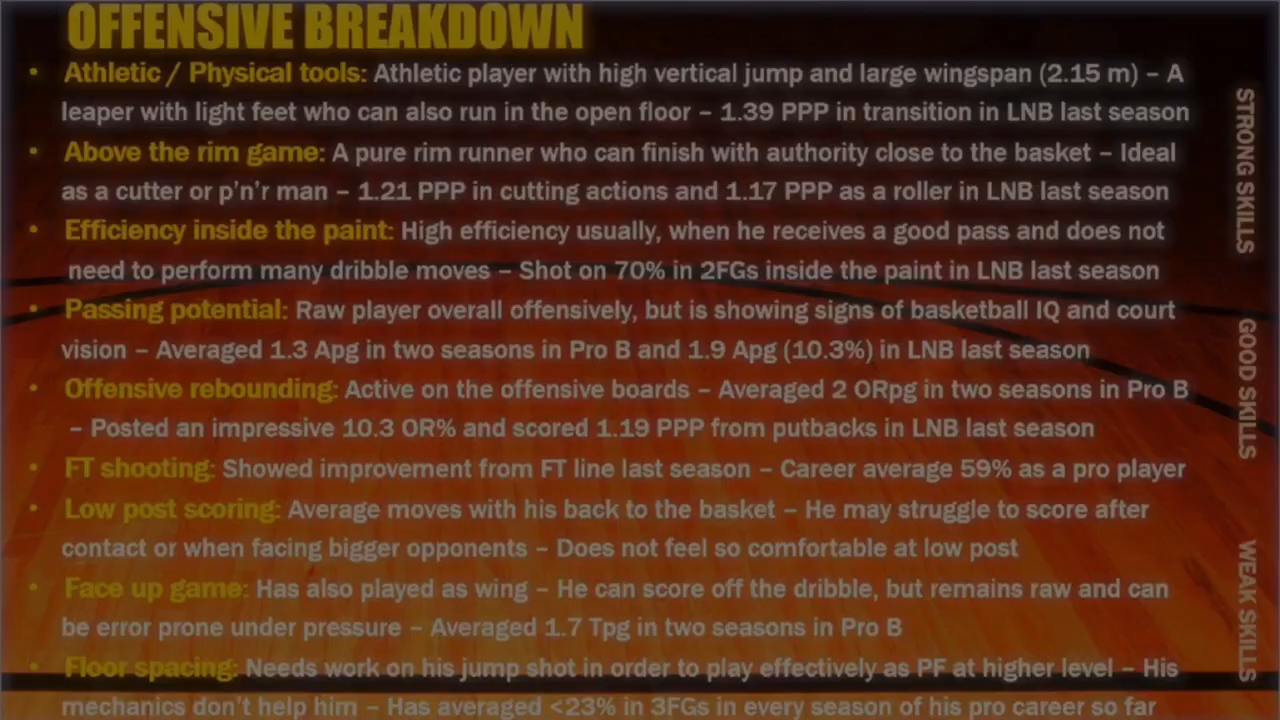 OFFENSIVE BREAKDOWN
• Athletic / Physical tools: Athletic player with high vertical jump and large wingspan (2.15 m) – A
leaper with light feet who can also run in the open floor – 1.39 PPP in transition in LNB last season
• Above the rim game: A pure rim runner who can finish with authority close to the basket – Ideal
as a cutter or p'n'r man – 1.21 PPP in cutting actions and 1.17 PPP as a roller in LNB last season
• Efficiency inside the paint: High efficiency usually, when he receives a good pass and does not
need to perform many dribble moves – Shot on 70% in 2FGs inside the paint in LNB last season
• Passing potential: Raw player overall offensively, but is showing signs of basketball IQ and court
vision – Averaged 1.3 Apg in two seasons in Pro B and 1.9 Apg (10.3%) in LNB last season
• Offensive rebounding: Active on the offensive boards – Averaged 2 ORpg in two seasons in Pro B
– Posted an impressive 10.3 OR% and scored 1.19 PPP from putbacks in LNB last season
• FT shooting: Showed improvement from FT line last season – Career average 59% as a pro player
• Low post scoring: Average moves with his back to the basket – He may struggle to score after
contact or when facing bigger opponents – Does not feel so comfortable at low post
• Face up game: Has also played as wing – He can score off the dribble, but remains raw and can
be error prone under pressure – Averaged 1.7 Tpg in two seasons in Pro B
• Floor spacing: Needs work on his jump shot in order to play effectively as PF at higher level – His
mechanics don't help him – Has averaged <23% in 3FGs in every season of his pro career so far
STRONG SKILLS
GOOD SKILLS
WEAK SKILLS